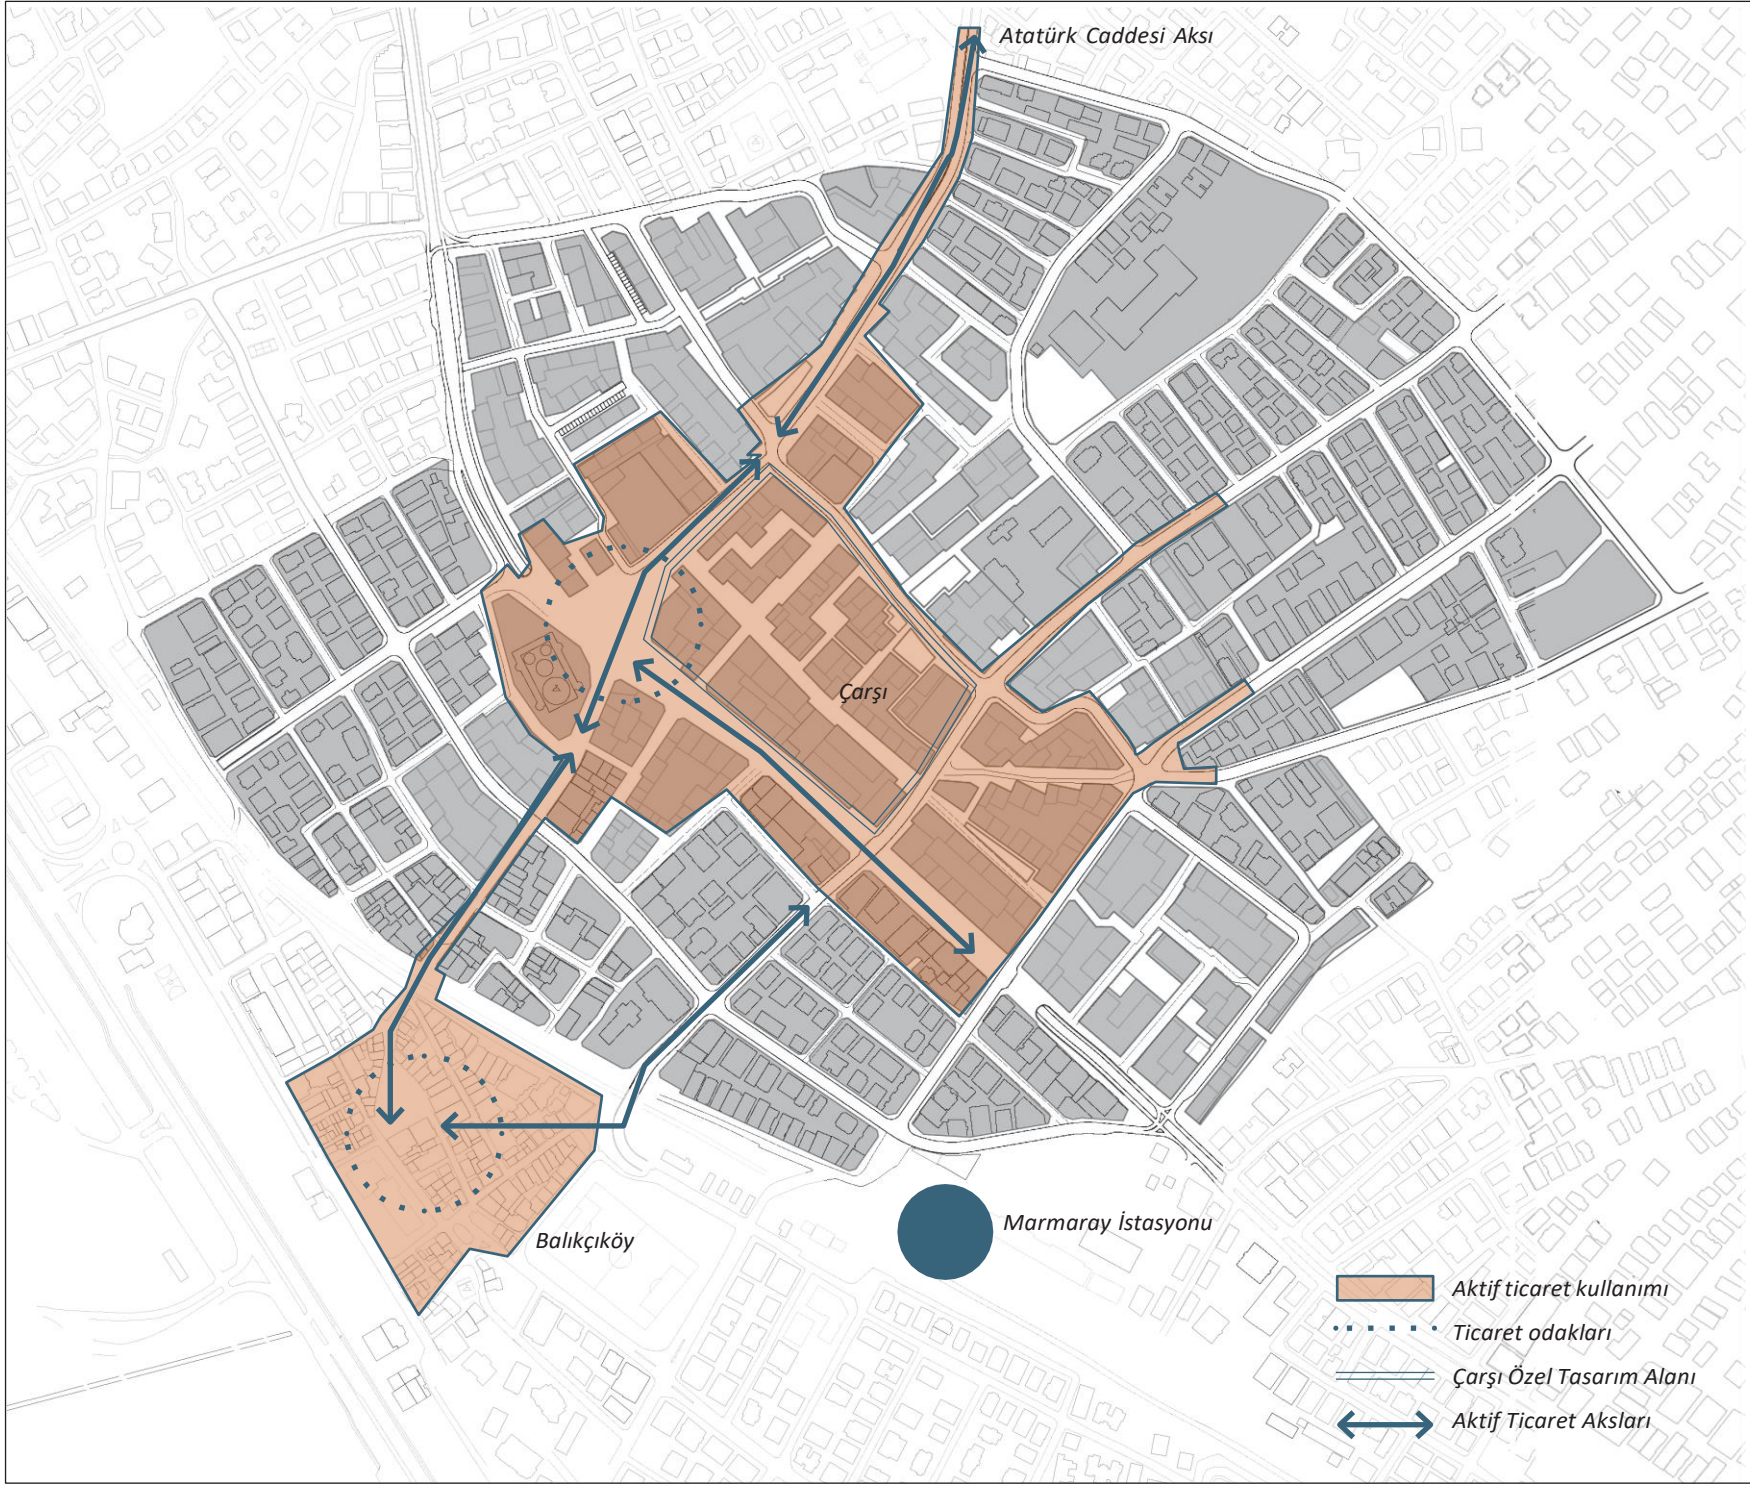 Atatürk Caddesi Aksı
Çarşı
Balıkçıköy
Marmaray İstasyonu
Aktif ticaret kullanımı
Ticaret odakları
Çarşı Özel Tasarım Alanı
Aktif Ticaret Aksları